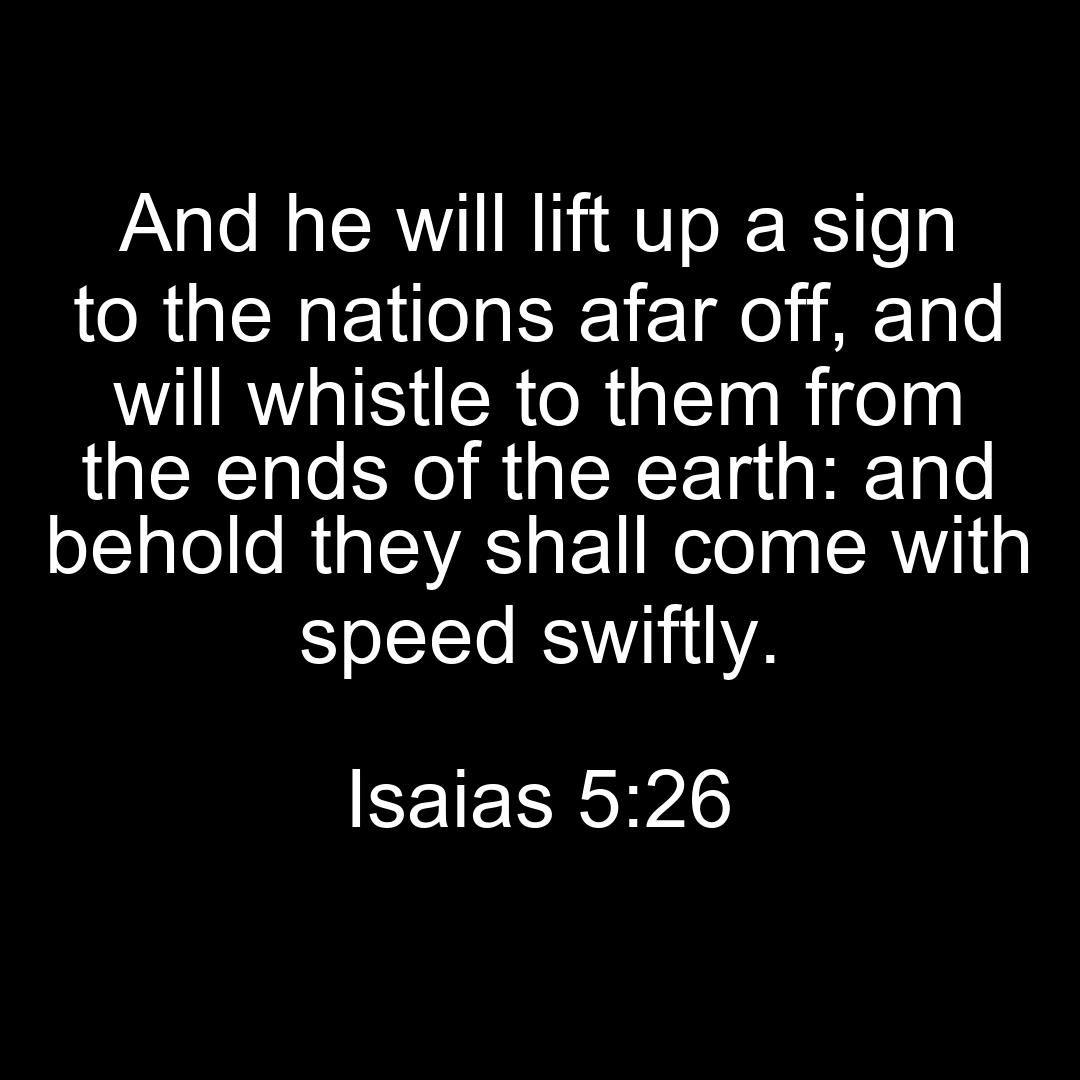 And he will lift up a sign
to the nations afar off, and
will whistle to them from
the ends of the earth: and
behold they shall come with
speed swiftly.
Isaias 5:26